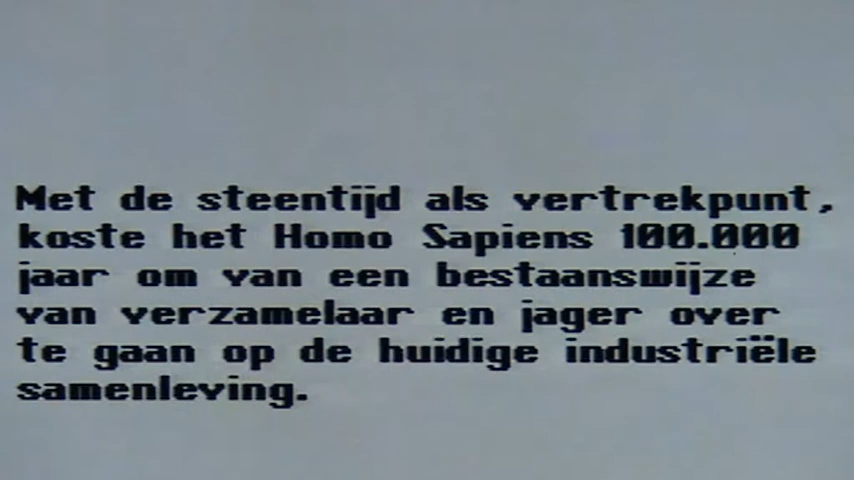 Met de steentijd als vertrekpunt,
koste het Homo Sapiens 100.000
jaar om van een bestaanswijze
van verzamelaar en jager over
te gaan op de huidige industriële
samenleving.